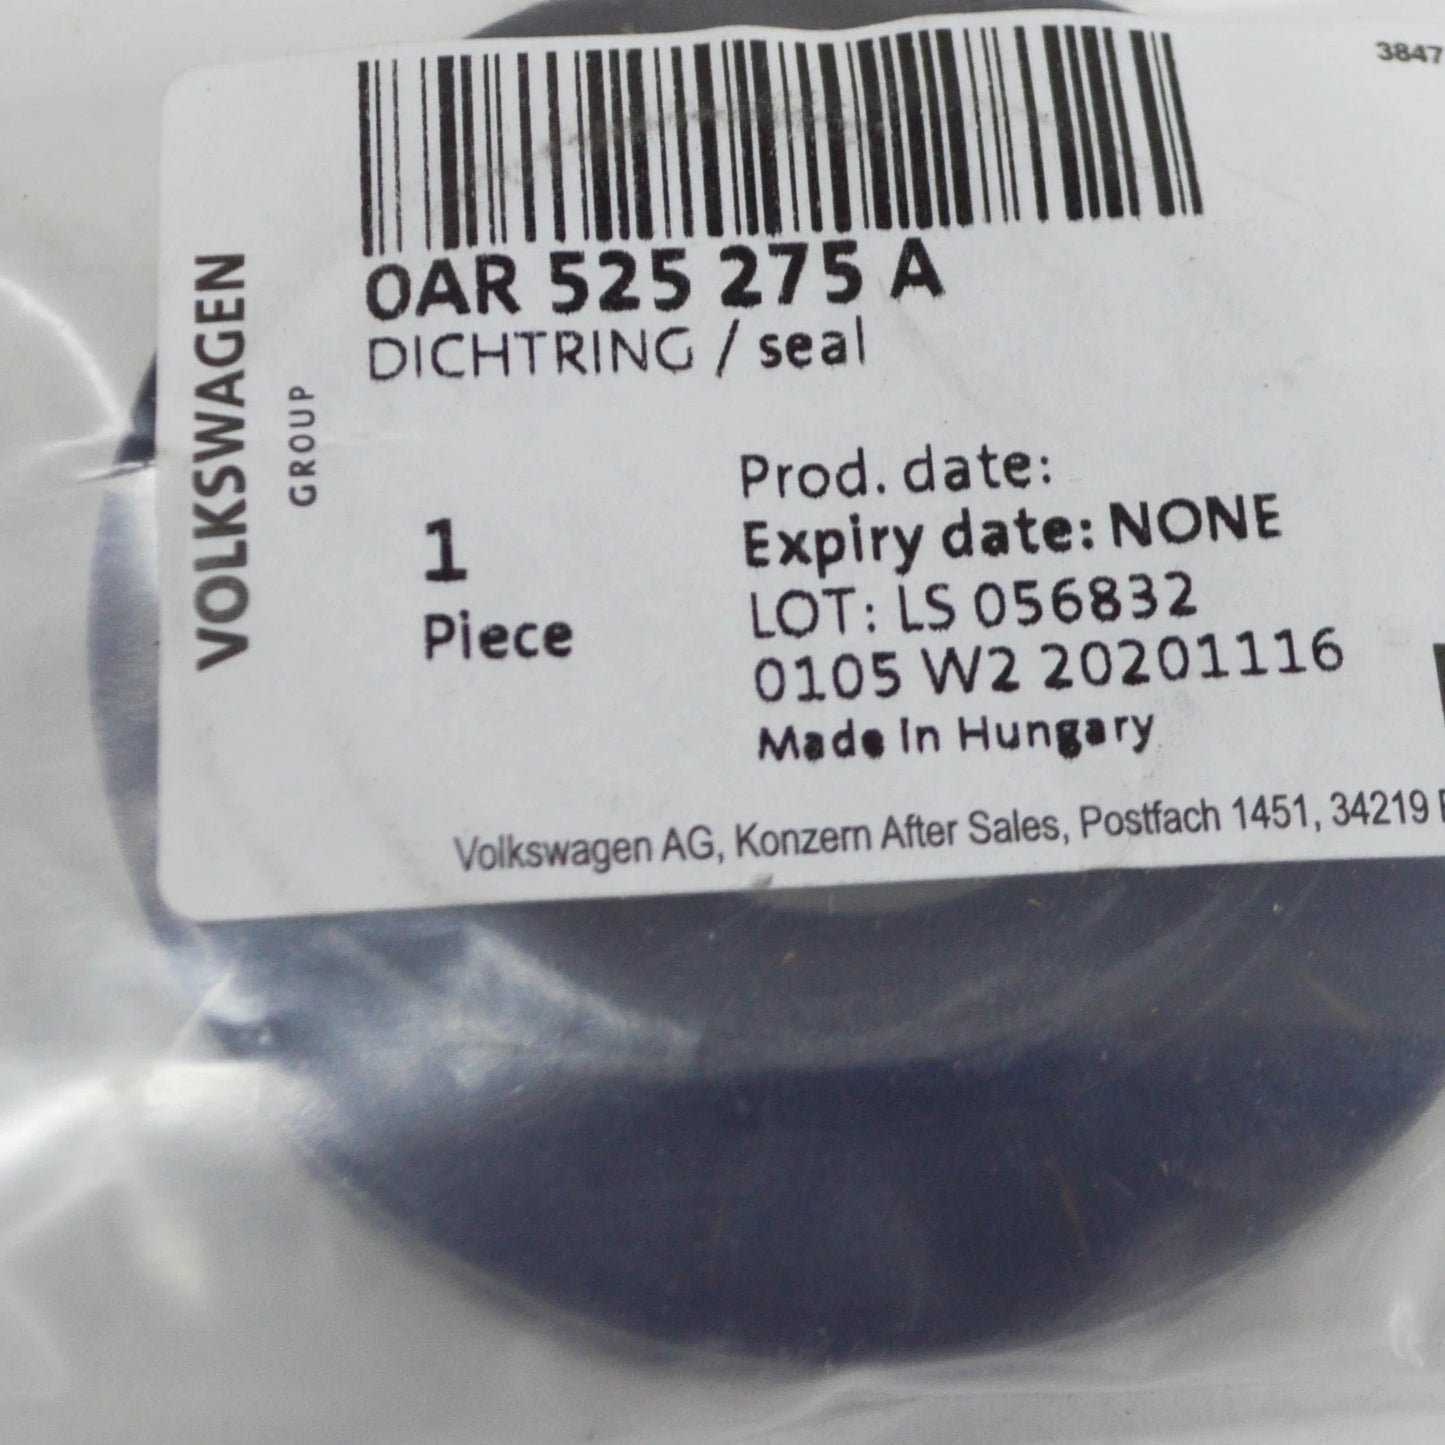 3847
0AR 525 275 A
DICHTRING / seal
VOLKSWAGEN
GROUP
1
Piece
Prod. date:
Expiry date: NONE
LOT: LS 056832
0105 W2 20201116
Made In Hungary
Volkswagen AG, Konzern After Sales, Postfach 1451, 34219